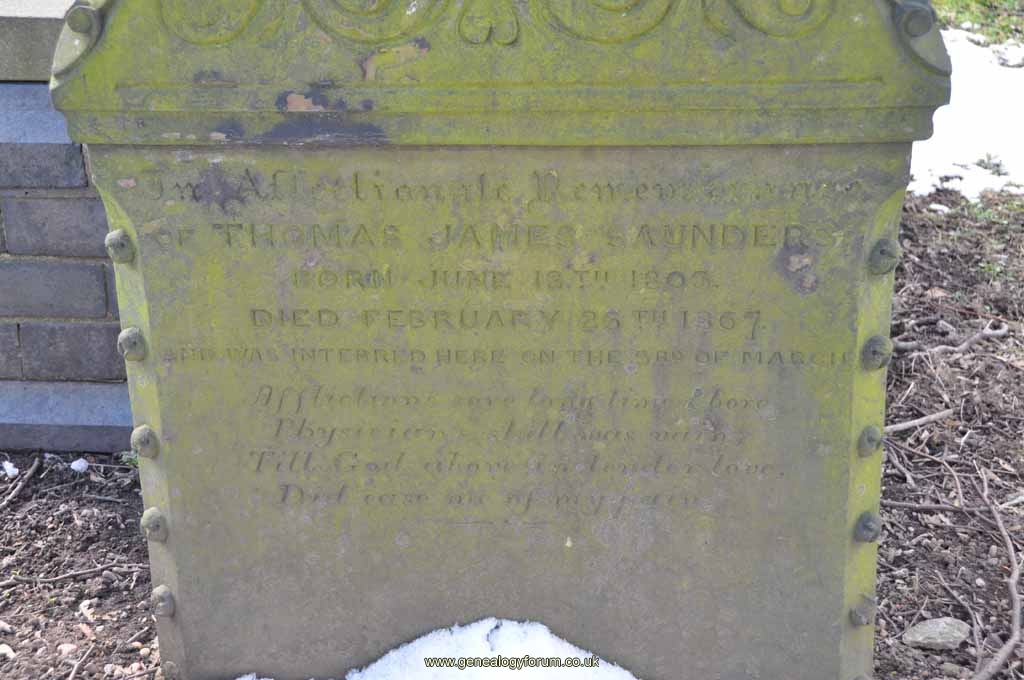 In Affectionate Remembrance
OF THOMAS JAMES SAUNDERS
BORN JUNE 18TH 1803.
DIED FEBRUARY 26TH 1867.
AND WAS INTERRED HERE ON THE 3RD OF MARCH
Afflictions sore long time I bore
Physicians skill was vain,
Till God above in tender love,
Did ease me of my pain
www.genealogyforum.co.uk